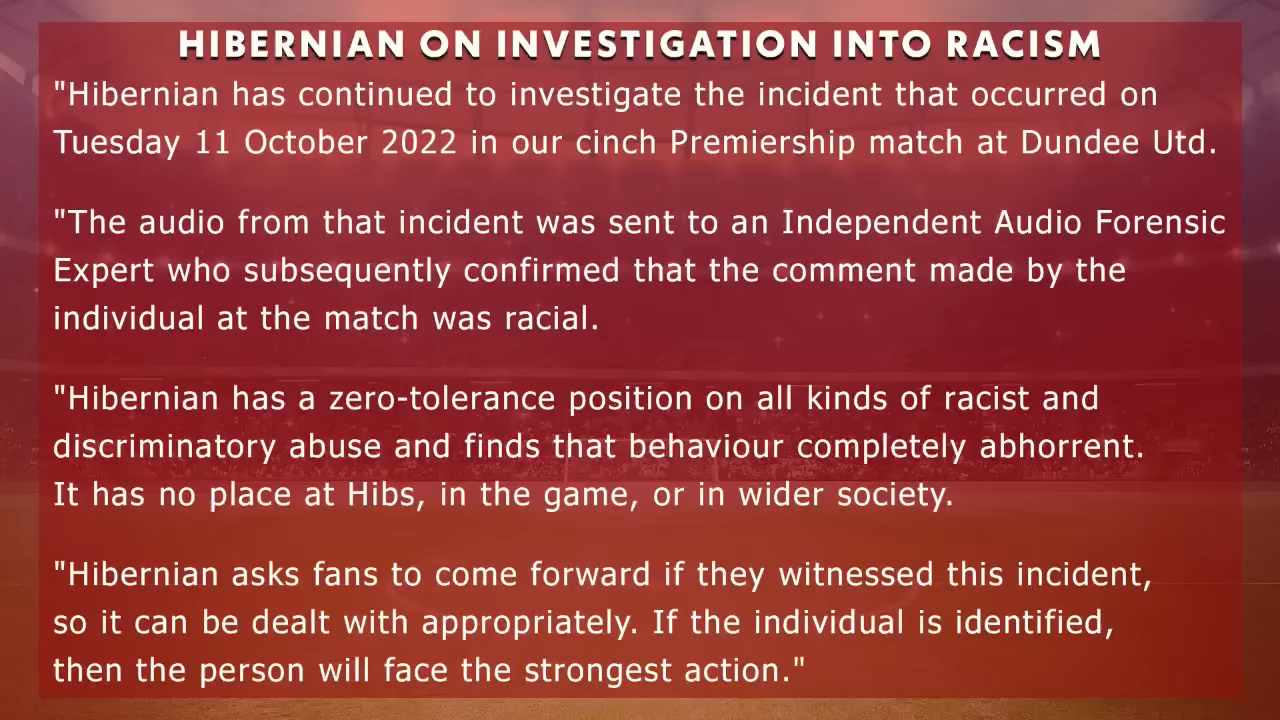 HIBERNIAN ON INVESTIGATION INTO RACISM
"Hibernian has continued to investigate the incident that occurred on
Tuesday 11 October 2022 in our cinch Premiership match at Dundee Utd.
"The audio from that incident was sent to an Independent Audio Forensic
Expert who subsequently confirmed that the comment made by the
individual at the match was racial.
"Hibernian has a zero-tolerance position on all kinds of racist and
discriminatory abuse and finds that behaviour completely abhorrent.
It has no place at Hibs, in the game, or in wider society.
"Hibernian asks fans to come forward if they witnessed this incident,
so it can be dealt with appropriately. If the individual is identified,
then the person will face the strongest action."